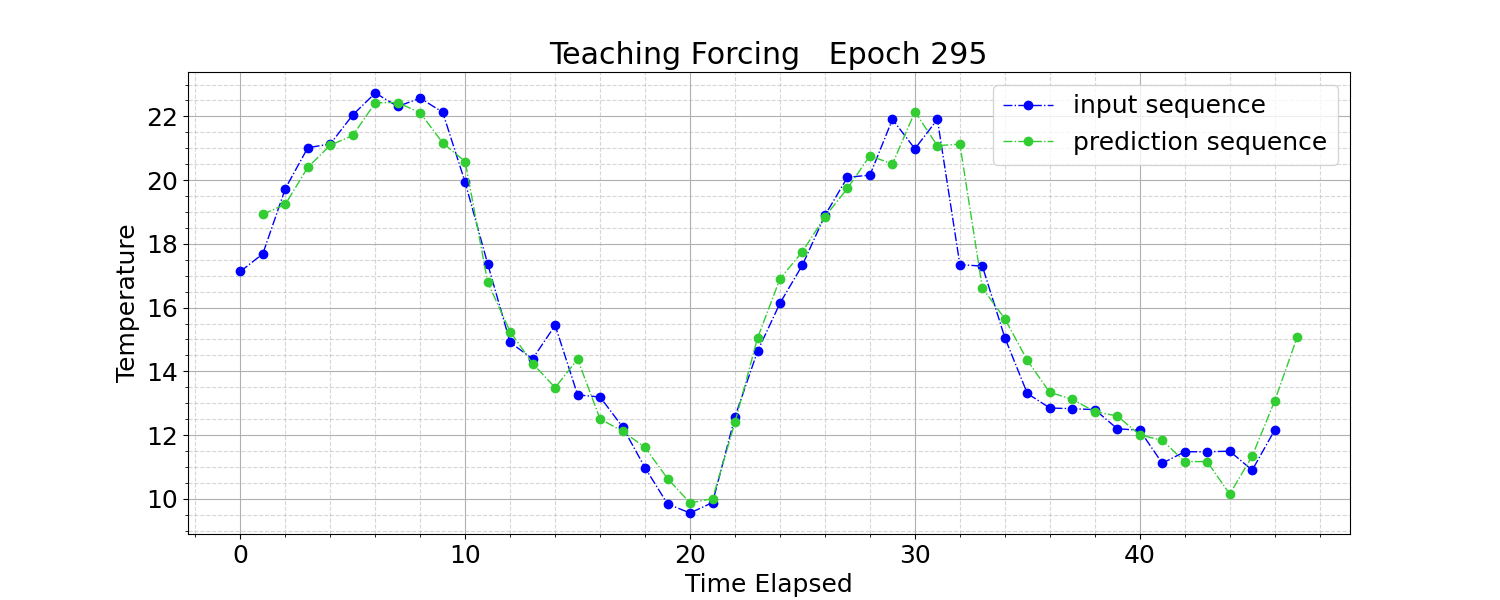 Teaching Forcing   Epoch 295
input sequence
prediction sequence
22
20
18
16
14
12
10
Temperature
0 10 20 30 40
Time Elapsed